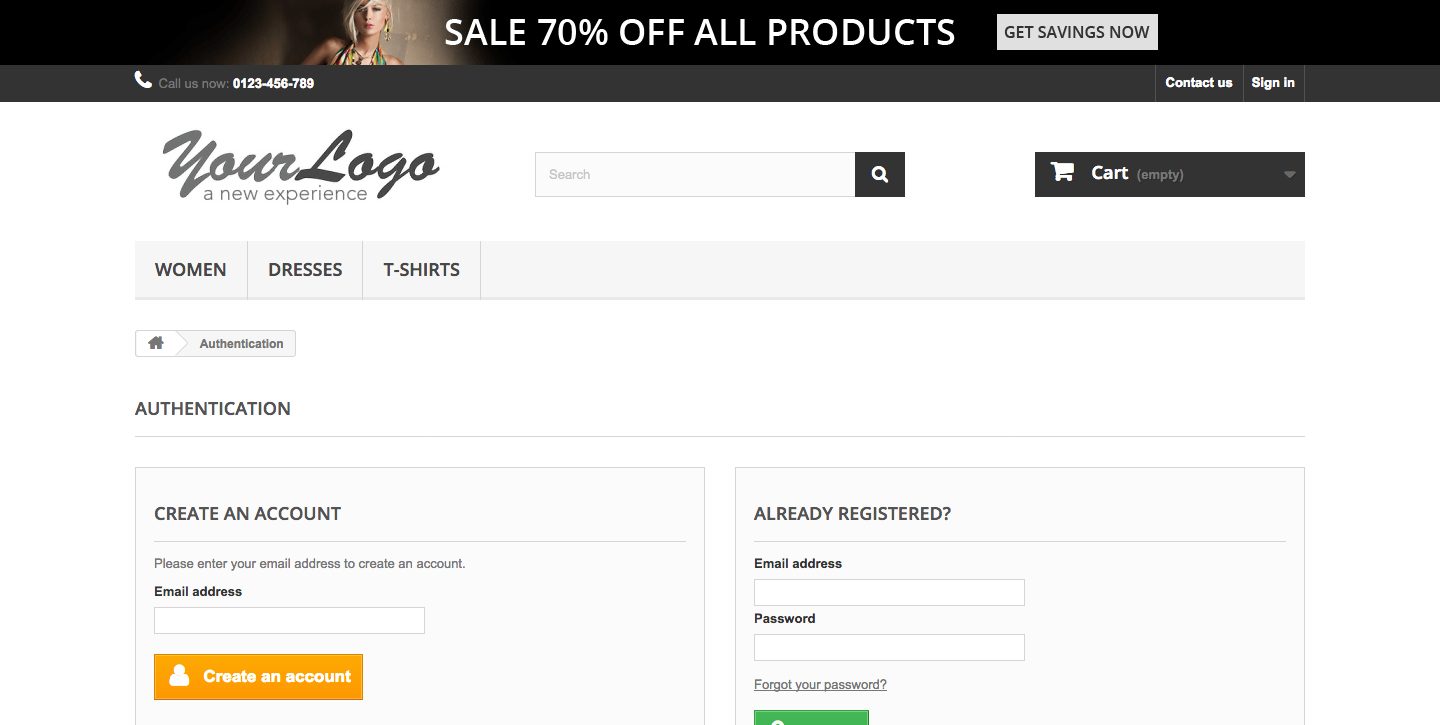 SALE 70% OFF ALL PRODUCTS
GET SAVINGS NOW
Call us now: 0123-456-789
Contact us
Sign in
YourLogo
a new experience
Search
Cart (empty)
WOMEN
DRESSES
T-SHIRTS
Authentication
AUTHENTICATION
CREATE AN ACCOUNT
Please enter your email address to create an account.
Email address
Create an account
ALREADY REGISTERED?
Email address
Password
Forgot your password?